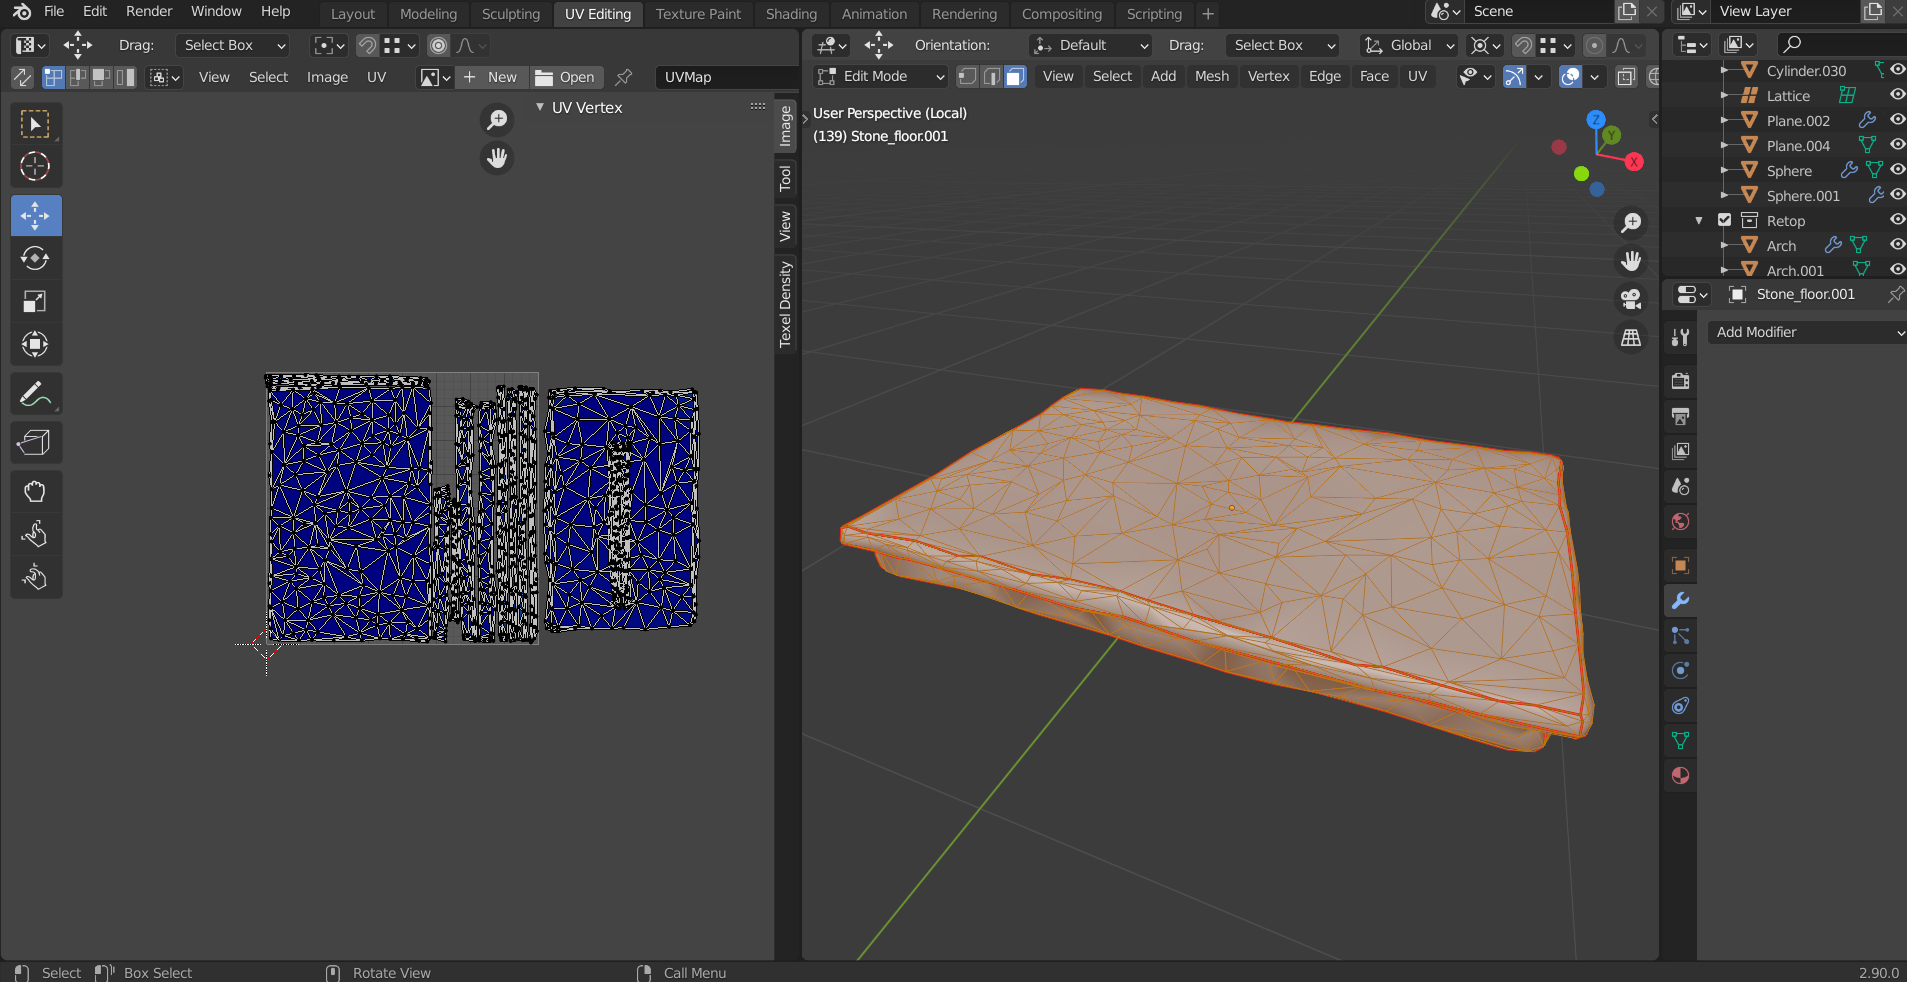 File Edit Render Window Help Layout Modeling Sculpting UV Editing Texture Paint Shading Animation Rendering Compositing Scripting + Scene View Layer
Drag: Select Box Orientation: Default Drag: Select Box Global
View Select Image UV + New Open UVMap Edit Mode View Select Add Mesh Vertex Edge Face UV
UV Vertex
Image
Tool
View
Texel Density
User Perspective (Local)
(139) Stone_floor.001
Z
Y
X
Cylinder.030
Lattice
Plane.002
Plane.004
Sphere
Sphere.001
Retop
Arch
Arch.001
Stone_floor.001
Add Modifier
Select Box Select Rotate View Call Menu 2.90.0